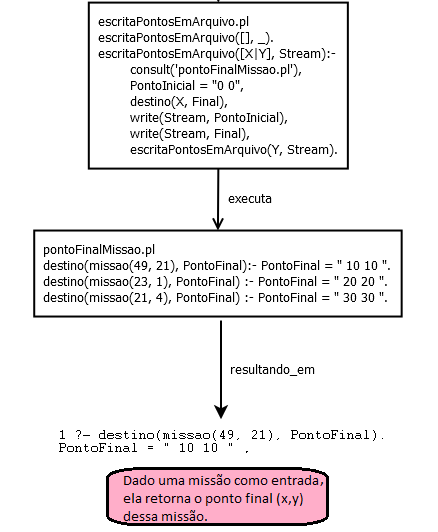 escritaPontosEmArquivo.pl
escritaPontosEmArquivo([], _).
escritaPontosEmArquivo([X|Y], Stream):-
consult('pontoFinalMissao.pl'),
PontoInicial = "0 0",
destino(X, Final),
write(Stream, PontoInicial),
write(Stream, Final),
escritaPontosEmArquivo(Y, Stream).
executa
pontoFinalMissao.pl
destino(missao(49, 21), PontoFinal):- PontoFinal = " 10 10 ".
destino(missao(23, 1), PontoFinal) :- PontoFinal = " 20 20 ".
destino(missao(21, 4), PontoFinal) :- PontoFinal = " 30 30 ".
resultando_em
1 ?- destino(missao(49, 21), PontoFinal).
PontoFinal = " 10 10 " ,
Dado uma missão como entrada,
ela retorna o ponto final (x,y)
dessa missão.